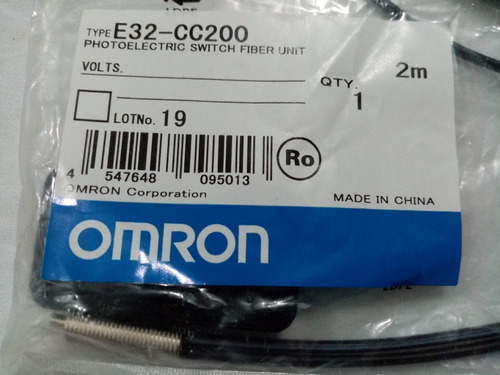 TYPE E32-CC200
PHOTOELECTRIC SWITCH FIBER UNIT
VOLTS.
QTY. 2m
1
LOTNo. 19
4 547648 095013
Ro
OMRON Corporation
MADE IN CHINA
OMRON